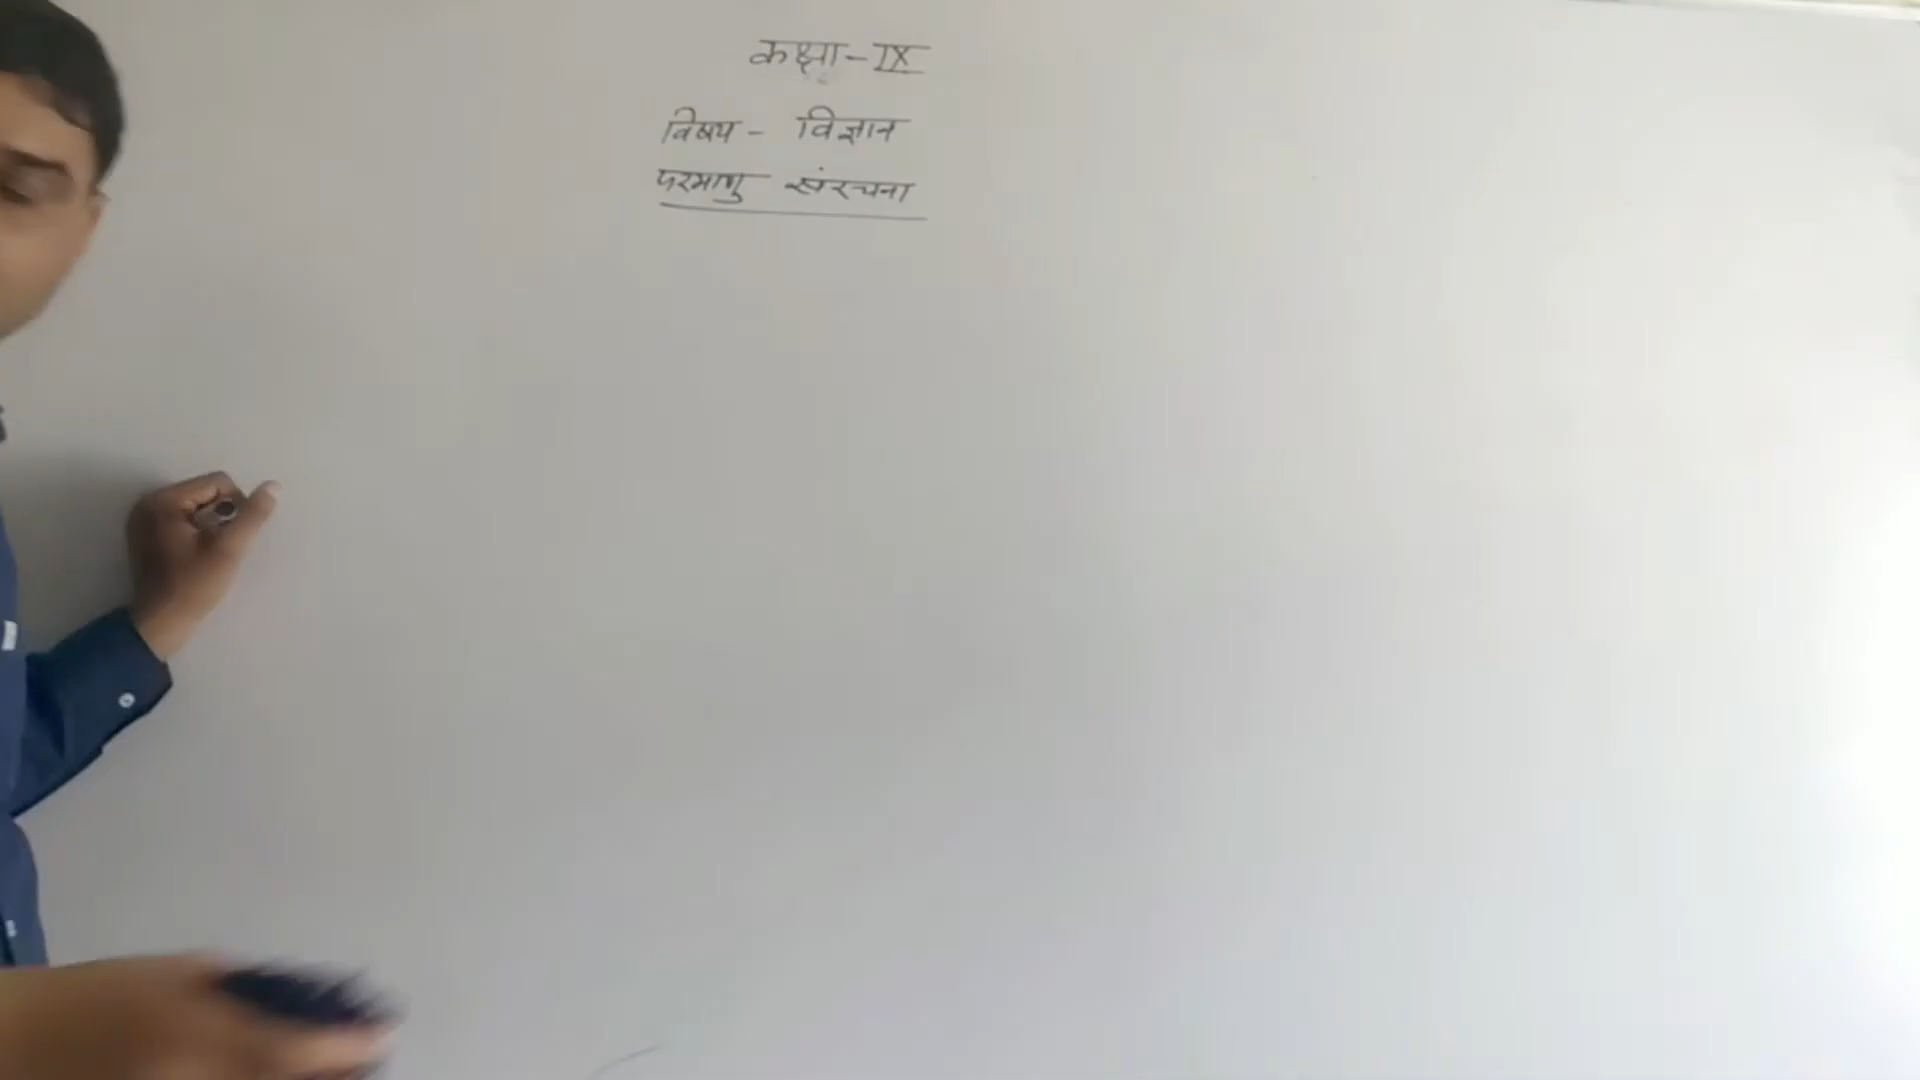 कक्षा - IX
विषय - विज्ञान
परमाणु संरचना